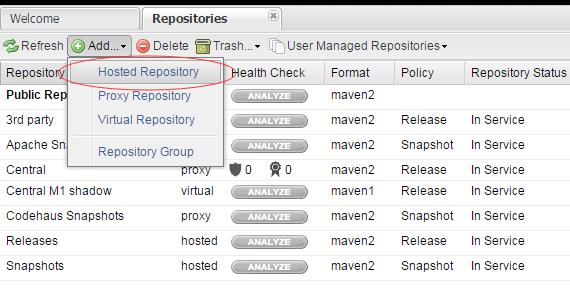 Welcome Repositories
Refresh Add... Delete Trash... User Managed Repositories
Repository Health Check Format Policy Repository Status
Hosted Repository
Public Rep ANALYZE maven2
Proxy Repository
3rd party ANALYZE maven2 Release In Service
Virtual Repository
Apache Sna ANALYZE maven2 Snapshot In Service
Repository Group
Central proxy 0 0 maven2 Release In Service
Central M1 shadow virtual ANALYZE maven1 Release In Service
Codehaus Snapshots proxy ANALYZE maven2 Snapshot In Service
Releases hosted ANALYZE maven2 Release In Service
Snapshots hosted ANALYZE maven2 Snapshot In Service